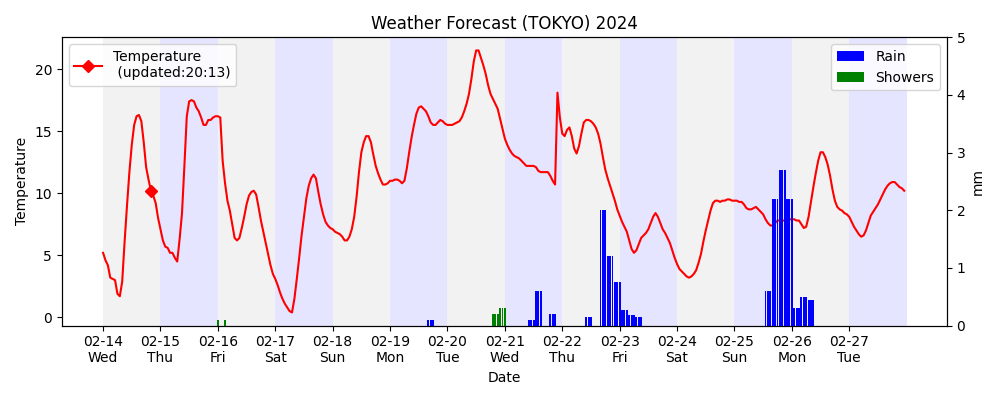 Weather Forecast (TOKYO) 2024
Temperature
(updated:20:13)
Rain
Showers
Temperature
20
15
10
5
0
5
4
3
2
1
0
mm
02-14 02-15 02-16 02-17 02-18 02-19 02-20 02-21 02-22 02-23 02-24 02-25 02-26 02-27
Wed Thu Fri Sat Sun Mon Tue Wed Thu Fri Sat Sun Mon Tue
Date